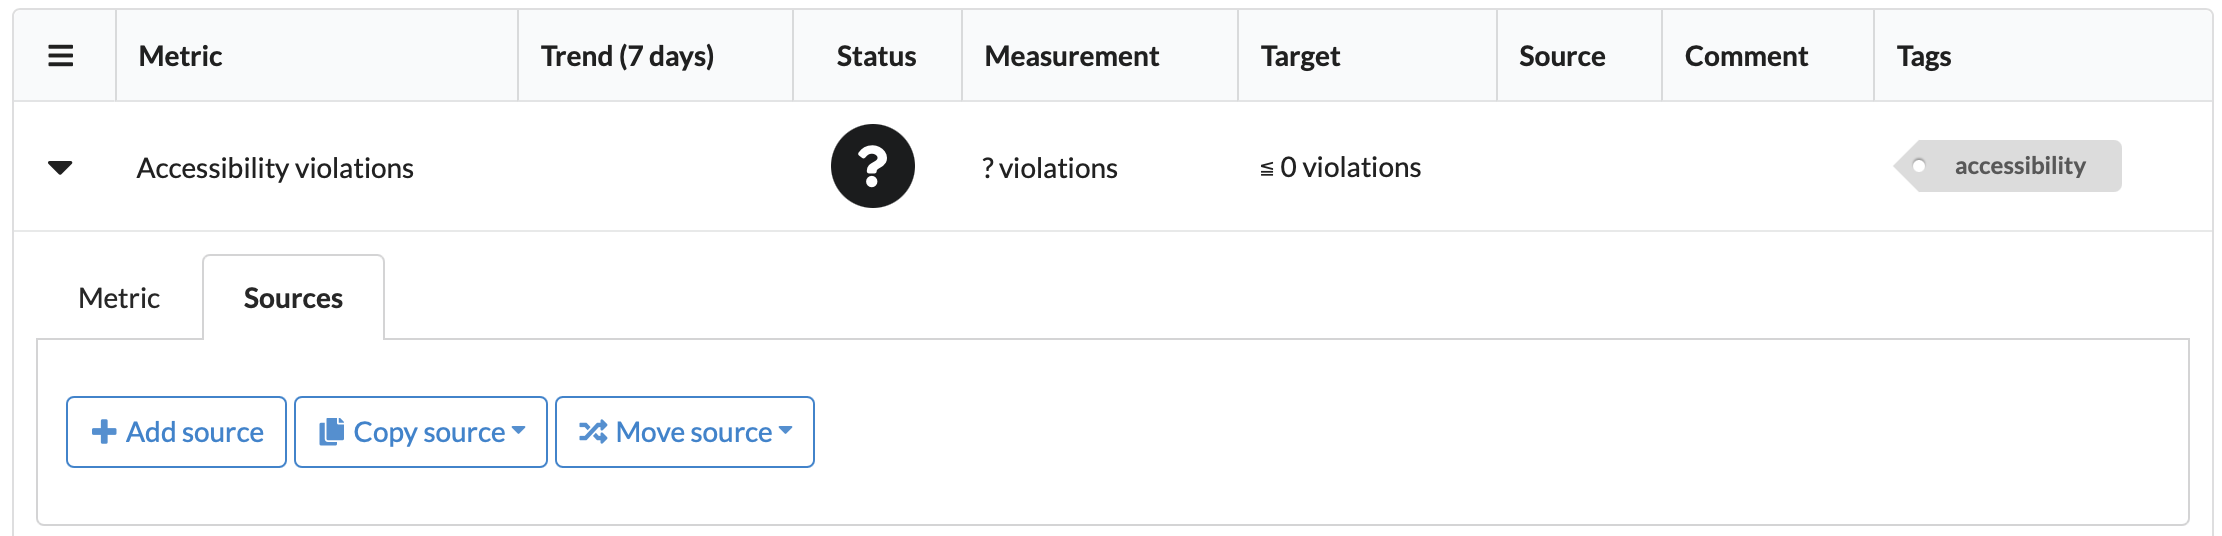 Metric Trend (7 days) Status Measurement Target Source Comment Tags
Accessibility violations ? ? violations ≦ 0 violations accessibility
Metric Sources
Add source Copy source Move source